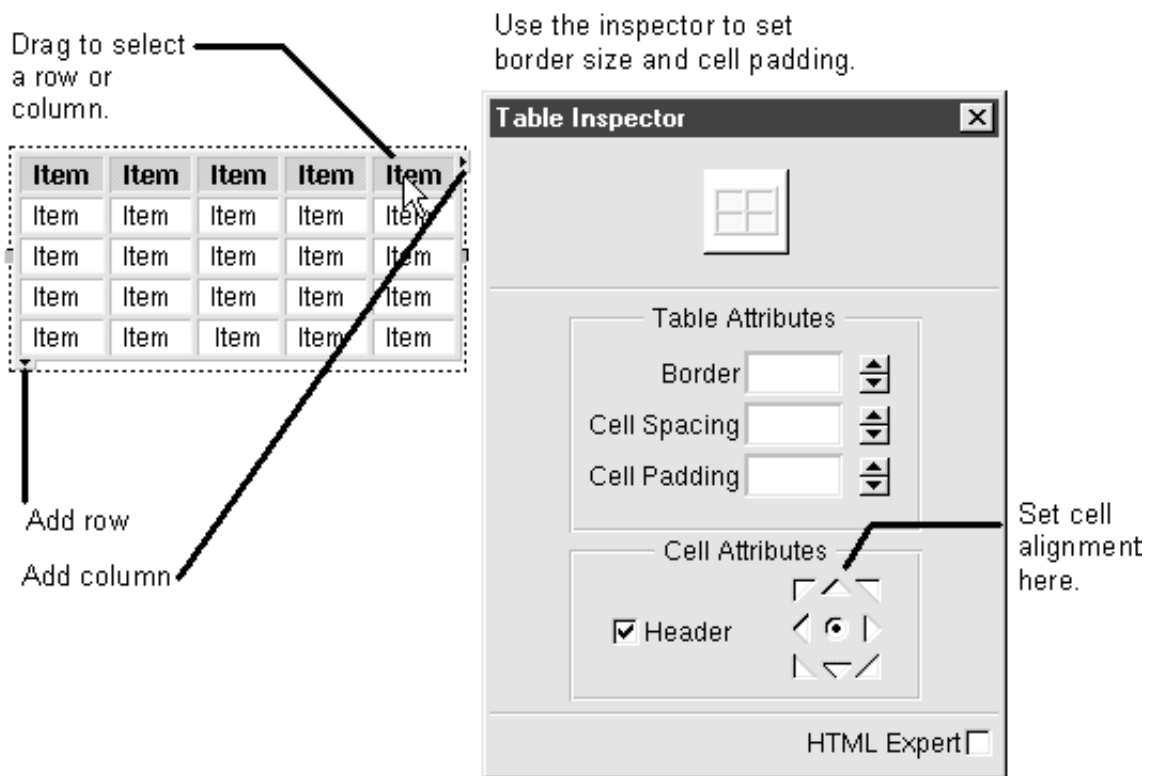 Drag to select
a row or
column.
Item Item Item Item Item
Item Item Item Item Item
Item Item Item Item Item
Item Item Item Item Item
Item Item Item Item Item
Add row
Add column
Use the inspector to set
border size and cell padding.
Table Inspector
Table Attributes
Border
Cell Spacing
Cell Padding
Cell Attributes
Header
HTML Expert
Set cell
alignment
here.